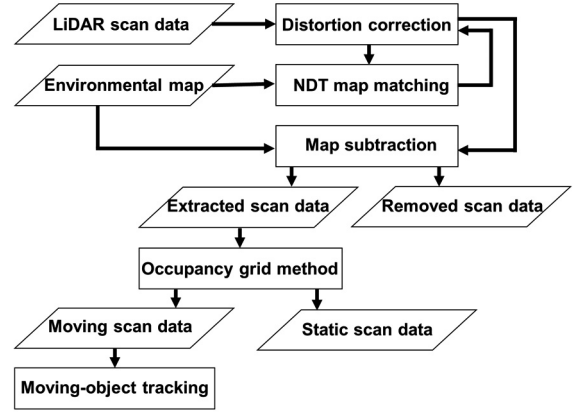 LiDAR scan data
Distortion correction
Environmental map
NDT map matching
Map subtraction
Extracted scan data
Removed scan data
Occupancy grid method
Moving scan data
Static scan data
Moving-object tracking